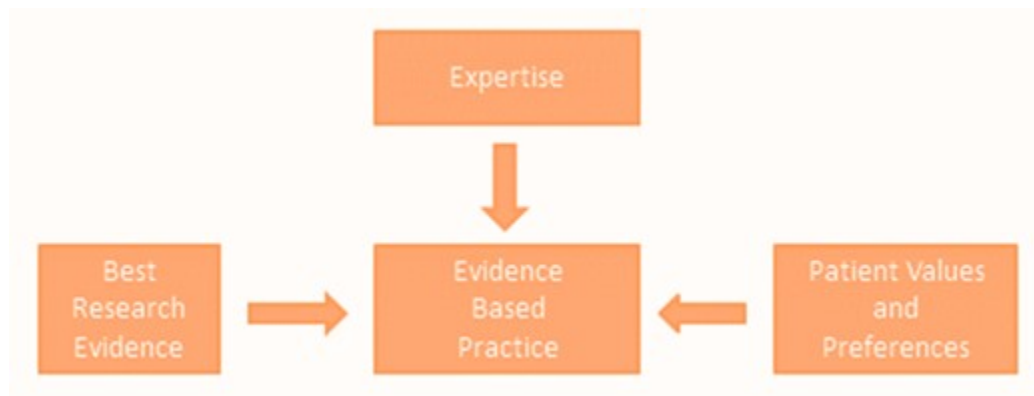 Expertise
Best
Research
Evidence
Evidence
Based
Practice
Patient Values
and
Preferences